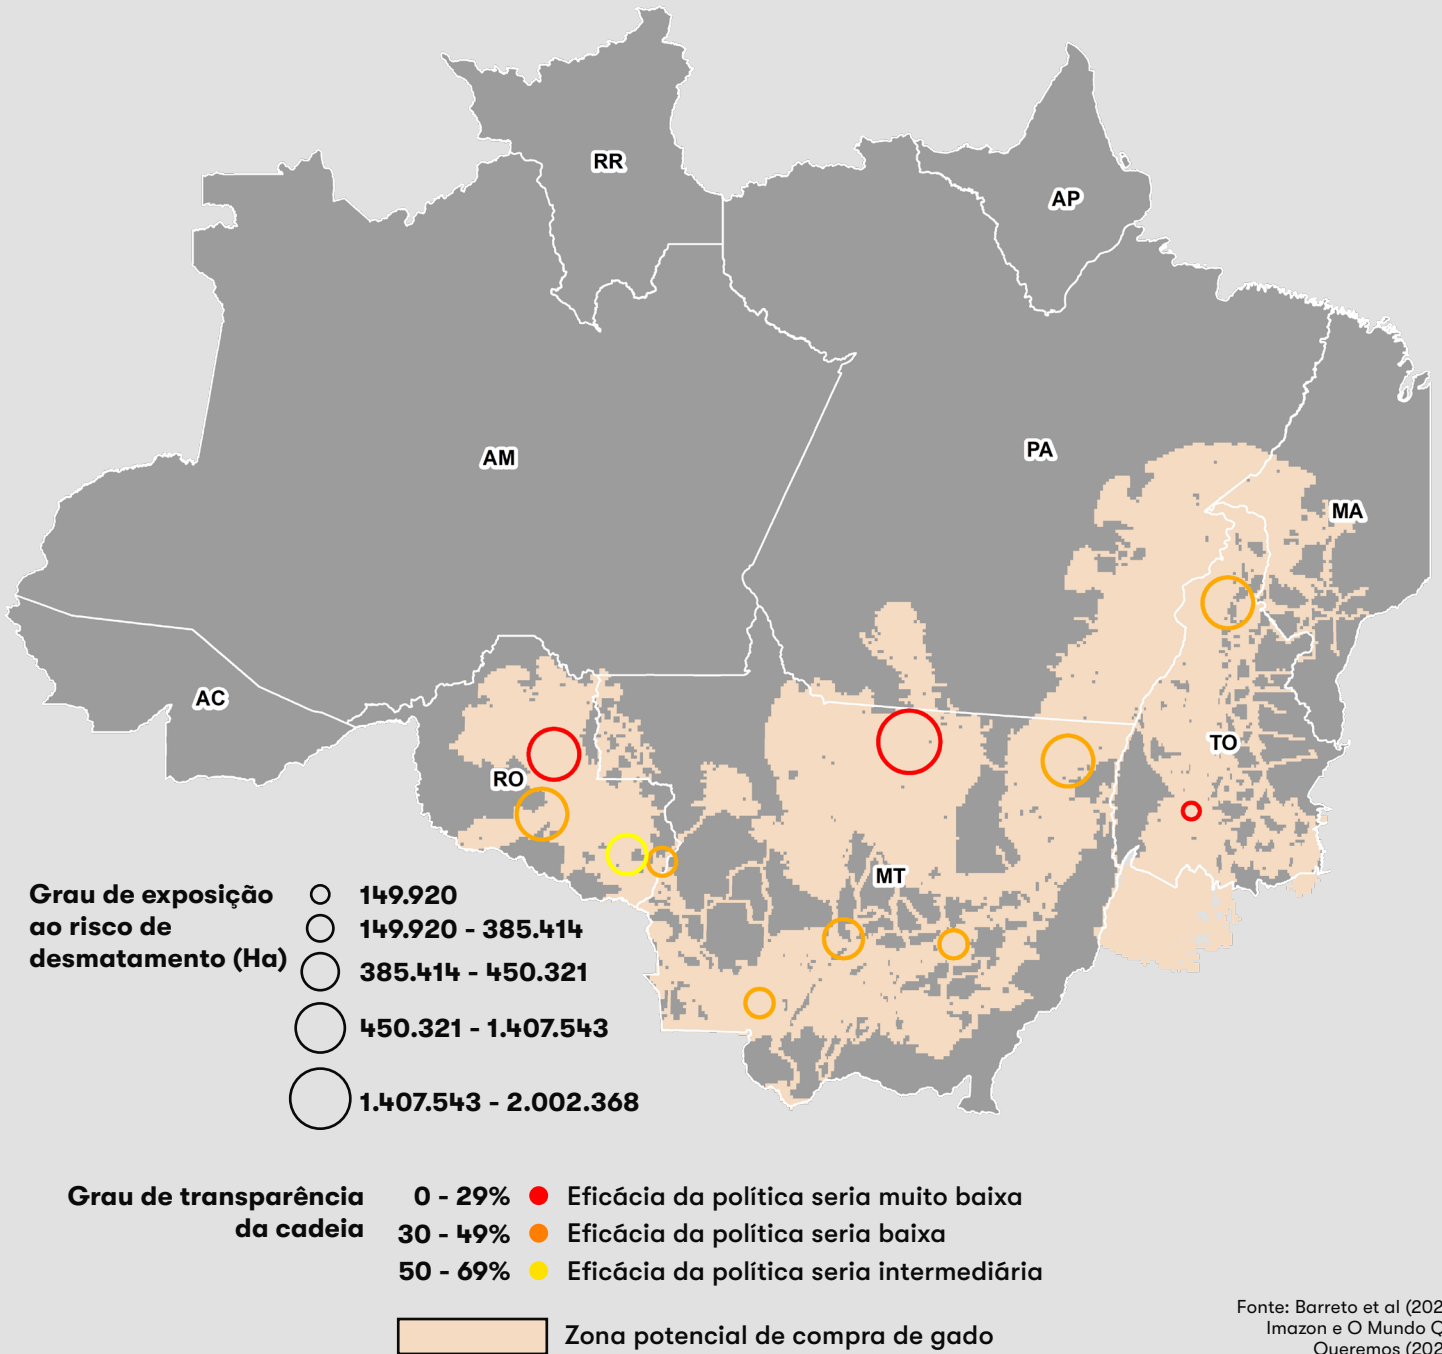 RR
AP
AM
PA
MA
AC
RO
TO
MT
Grau de exposição
ao risco de
desmatamento (Ha)
149.920
149.920 - 385.414
385.414 - 450.321
450.321 - 1.407.543
1.407.543 - 2.002.368
Grau de transparência
da cadeia
0 - 29% Eficácia da política seria muito baixa
30 - 49% Eficácia da política seria baixa
50 - 69% Eficácia da política seria intermediária
Zona potencial de compra de gado
Fonte: Barreto et al (202
Imazon e O Mundo Q
Queremos (202